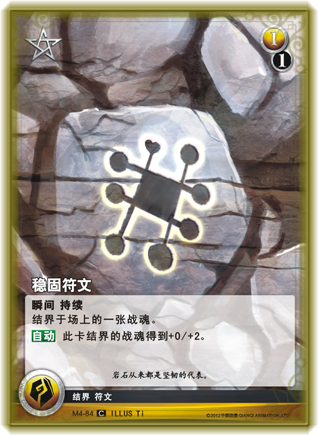 I
1
稳固符文
瞬间 持续
结界于场上的一张战魂。
自动 此卡结界的战魂得到+0/+2。
岩石从来都是坚韧的代表。
结界 符文
M4-84 C ILLUS Ti